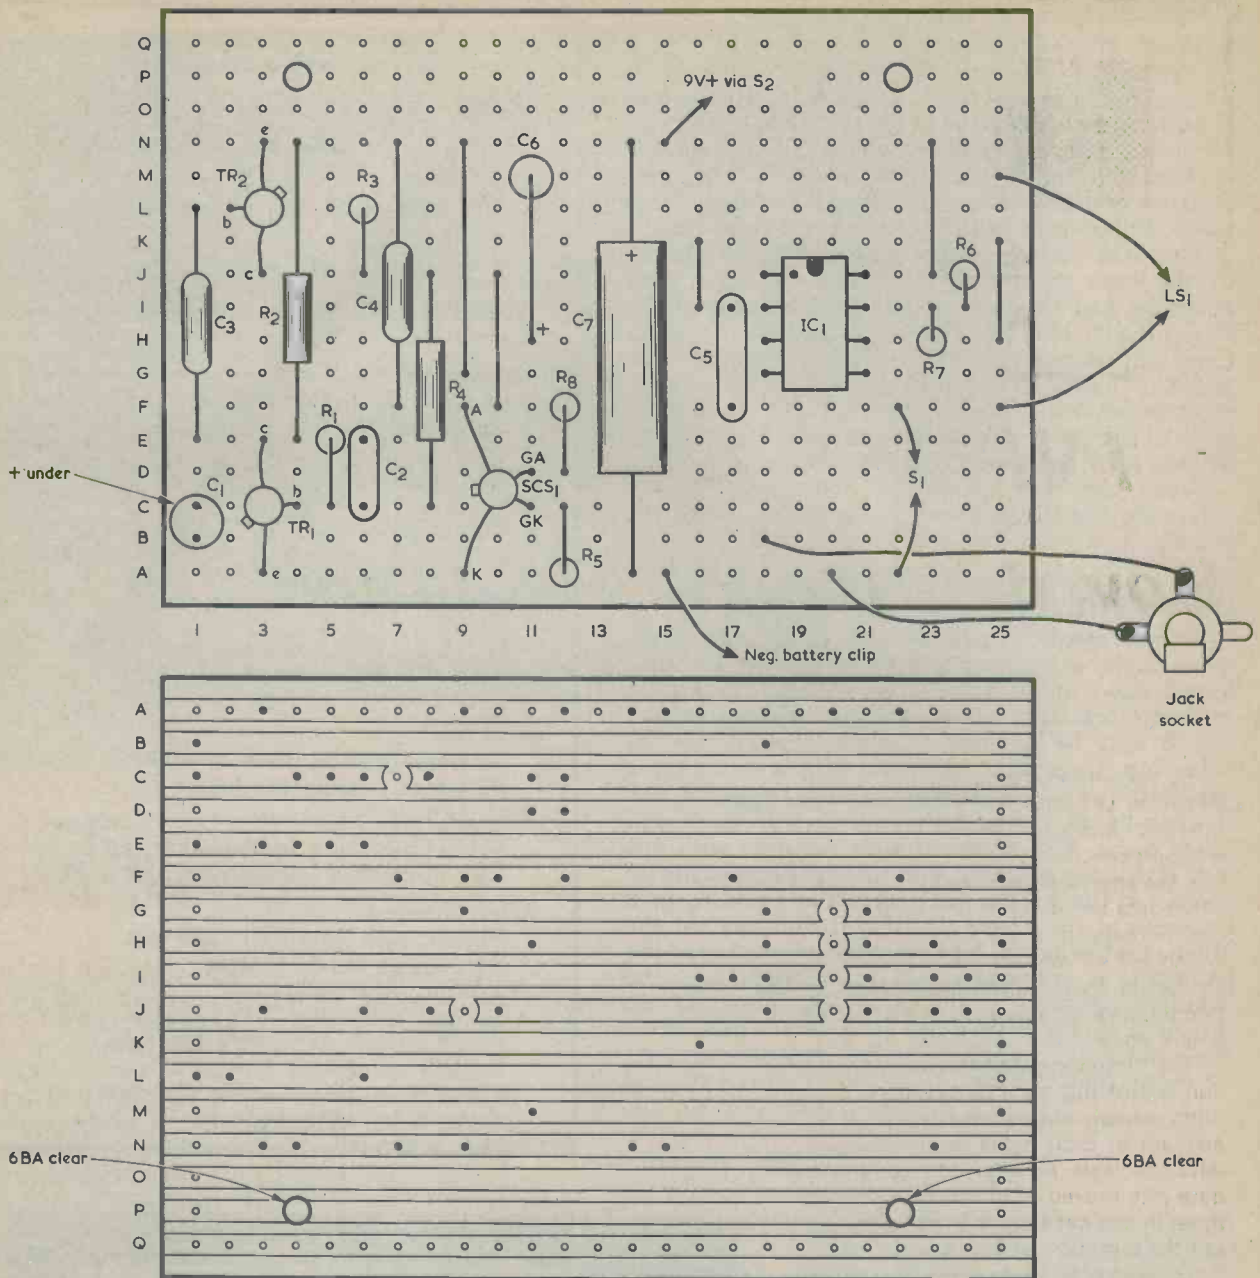 Q
P
9V+ via S2
O
N
e
C6
M
TR2
R3
L
b
K
R6
J
c
+
LS1
I
C3
R2
C4
C7
C5
IC1
H
+
R7
G
R4
R8
F
R1
A
E
c
C2
D
GA
S1
+ under
C1
b
SCS1
C
TR1
GK
B
R5
A
e
K
1 3 5 7 9 11 13 15 17 19 21 23 25
Neg. battery clip
Jack
socket
A
B
C
D
E
F
G
H
I
J
K
L
M
N
6BA clear
6BA clear
O
P
Q